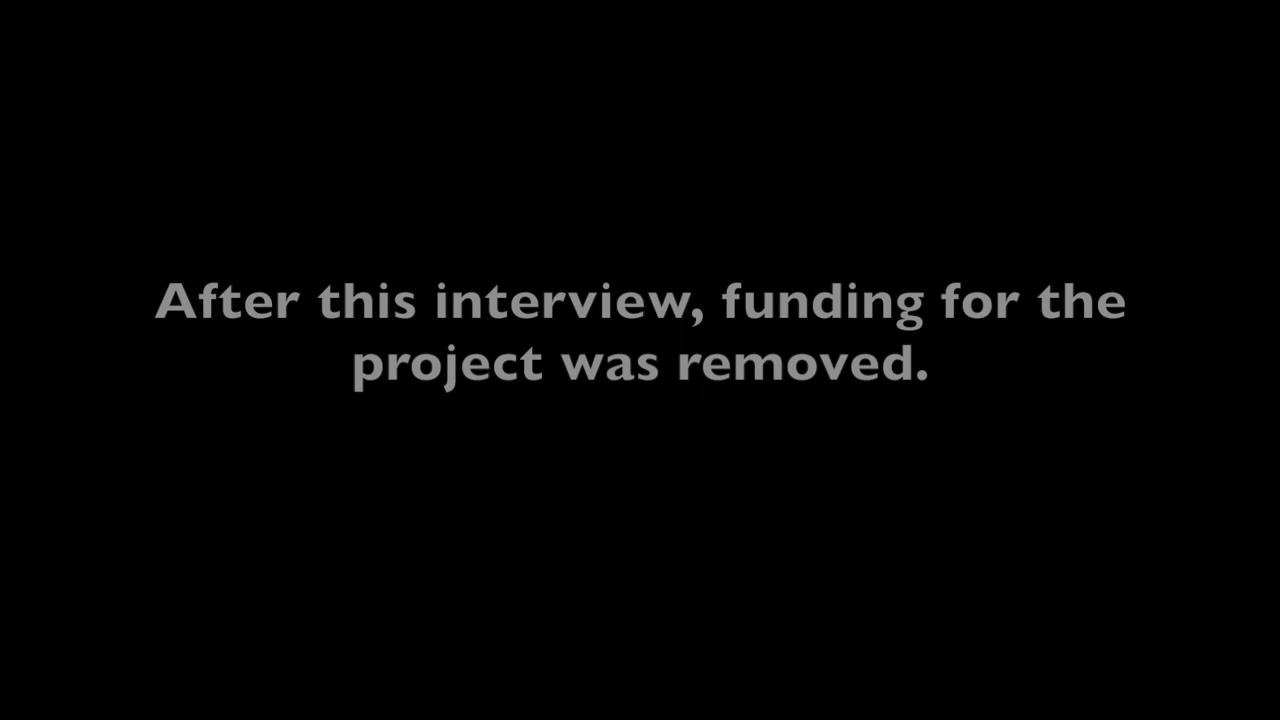 After this interview, funding for the
project was removed.